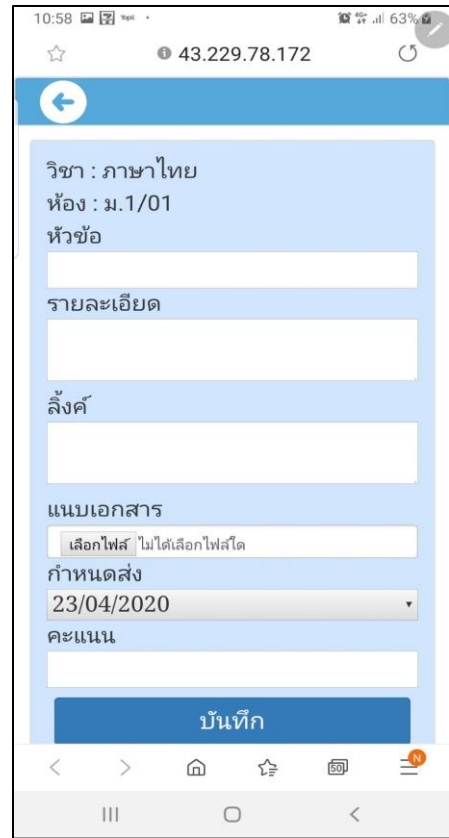 10:58 63%
43.229.78.172
วิชา : ภาษาไทย
ห้อง : ม.1/01
หัวข้อ
รายละเอียด
ลิ้งค์
แนบเอกสาร
เลือกไฟล์ ไม่ได้เลือกไฟล์ใด
กำหนดส่ง
23/04/2020
คะแนน
บันทึก
50 N